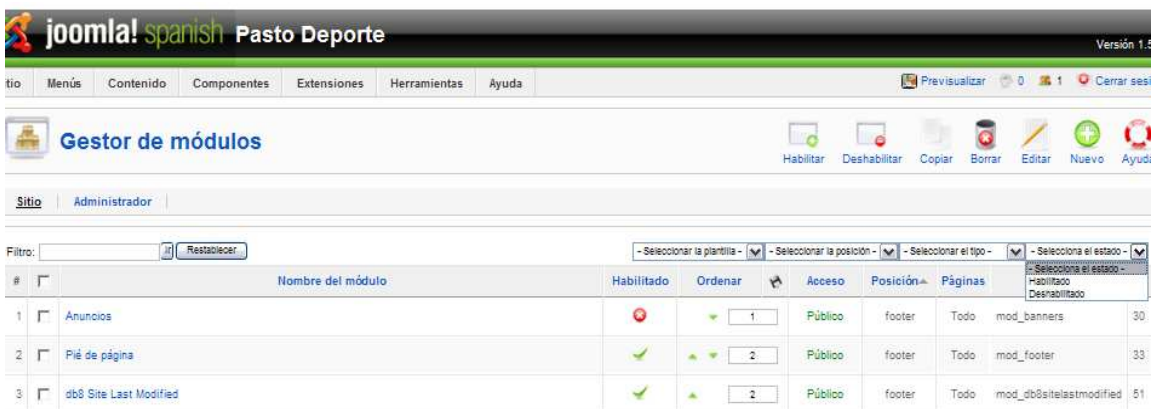 joomla! spanish Pasto Deporte
Versión 1.5
tio Menús Contenido Componentes Extensiones Herramientas Ayuda Previsualizar 0 1 Cerrar sesi
Gestor de módulos
Habilitar Deshabilitar Copiar Borrar Editar Nuevo Ayuda
Sitio Administrador
Filtro: Ir Restablecer - Seleccionar la plantilla - - Seleccionar la posición - - Seleccionar el tipo - - Selecciona el estado -
- Selecciona el estado -
Habilitado
Deshabilitado
# Nombre del módulo Habilitado Ordenar Acceso Posición Páginas
1 Anuncios 1 Público footer Todo mod_banners 30
2 Pié de página 2 Público footer Todo mod_footer 33
3 db8 Site Last Modified 2 Público footer Todo mod_db8sitelastmodified 51